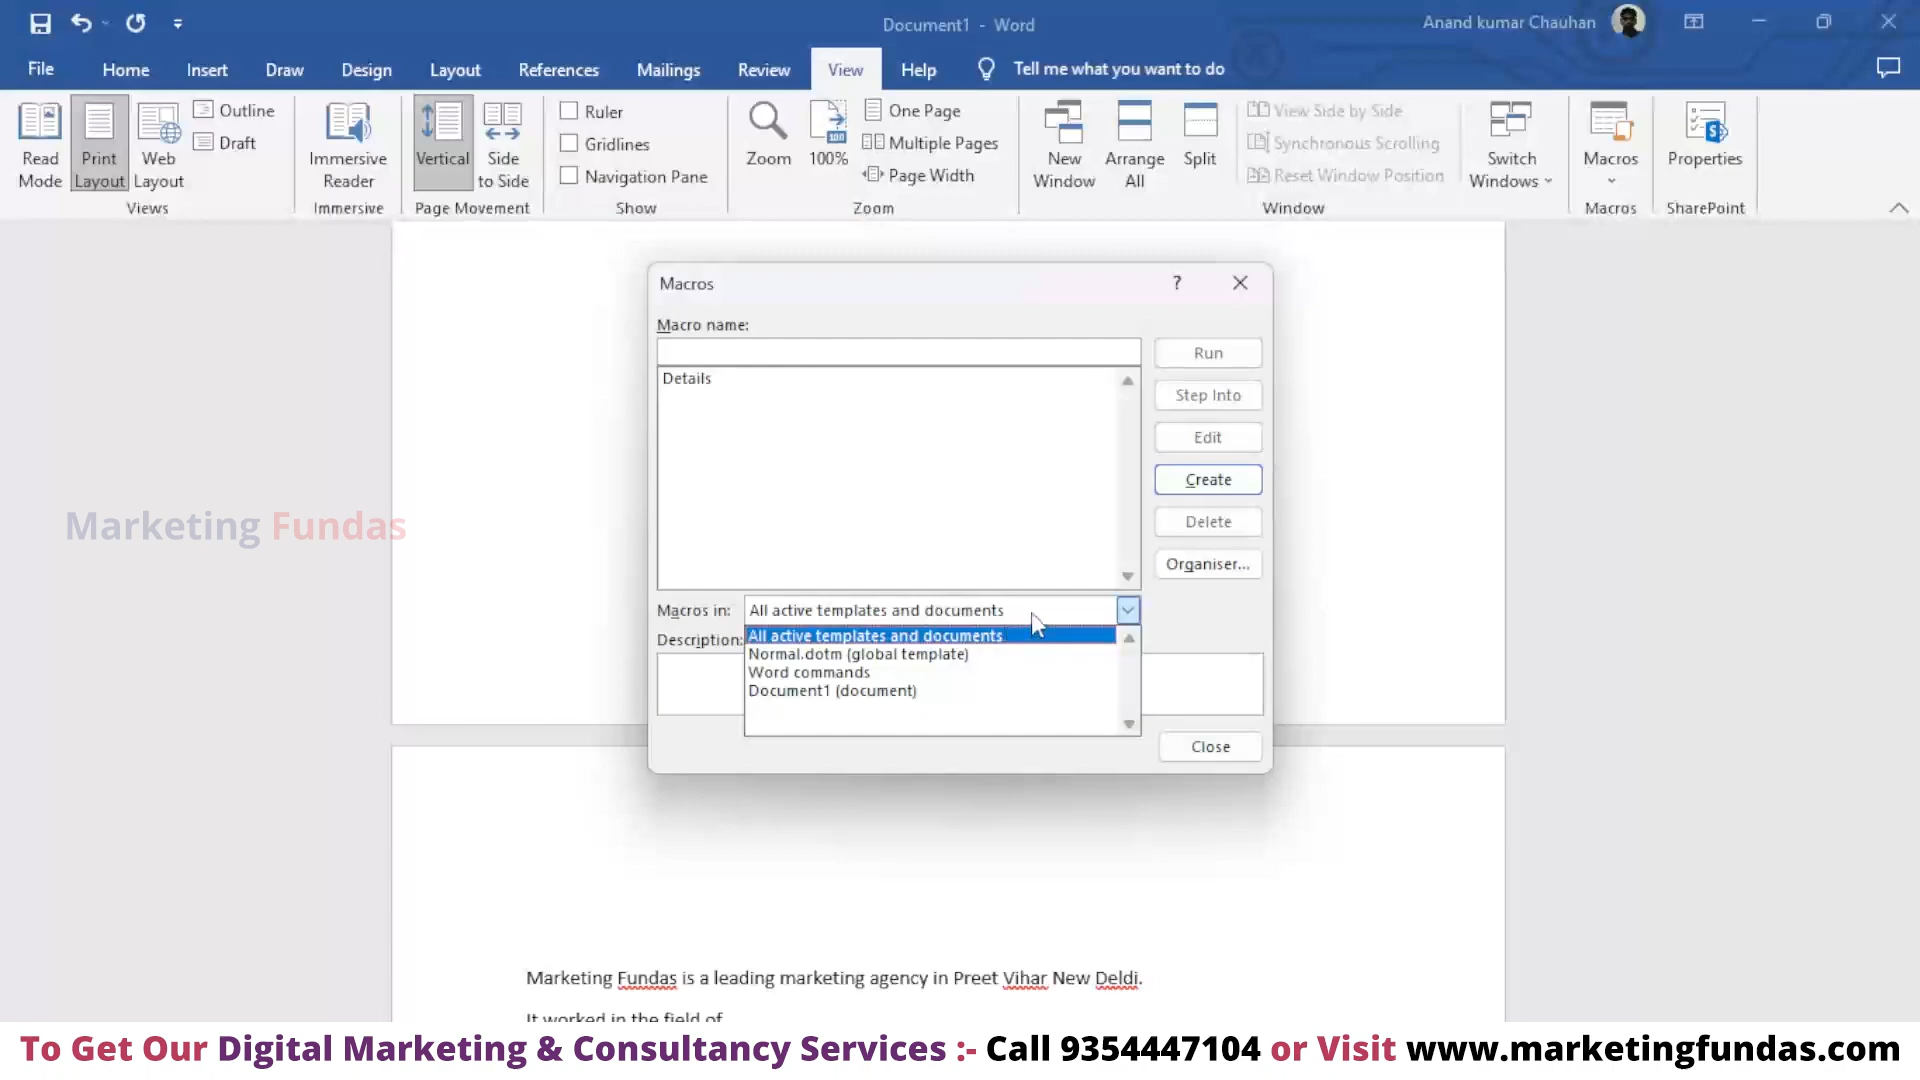 Document1 - Word
Anand kumar Chauhan
File Home Insert Draw Design Layout References Mailings Review View Help Tell me what you want to do
Read Mode
Print Layout
Web Layout
Outline
Draft
Views
Immersive Reader
Immersive
Vertical
Side to Side
Page Movement
Ruler
Gridlines
Navigation Pane
Show
Zoom
100
100%
One Page
Multiple Pages
Page Width
Zoom
New Window
Arrange All
Split
View Side by Side
Synchronous Scrolling
Reset Window Position
Switch Windows
Window
Macros
Macros
Properties
SharePoint
Macros
?
Macro name:
Run
Details
Step Into
Edit
Create
Delete
Organiser...
Macros in: All active templates and documents
Description:
All active templates and documents
Normal.dotm (global template)
Word commands
Document1 (document)
Close
Marketing Fundas
Marketing Fundas is a leading marketing agency in Preet Vihar New Deldi.
It worked in the field of
To Get Our Digital Marketing & Consultancy Services :- Call 9354447104 or Visit www.marketingfundas.com